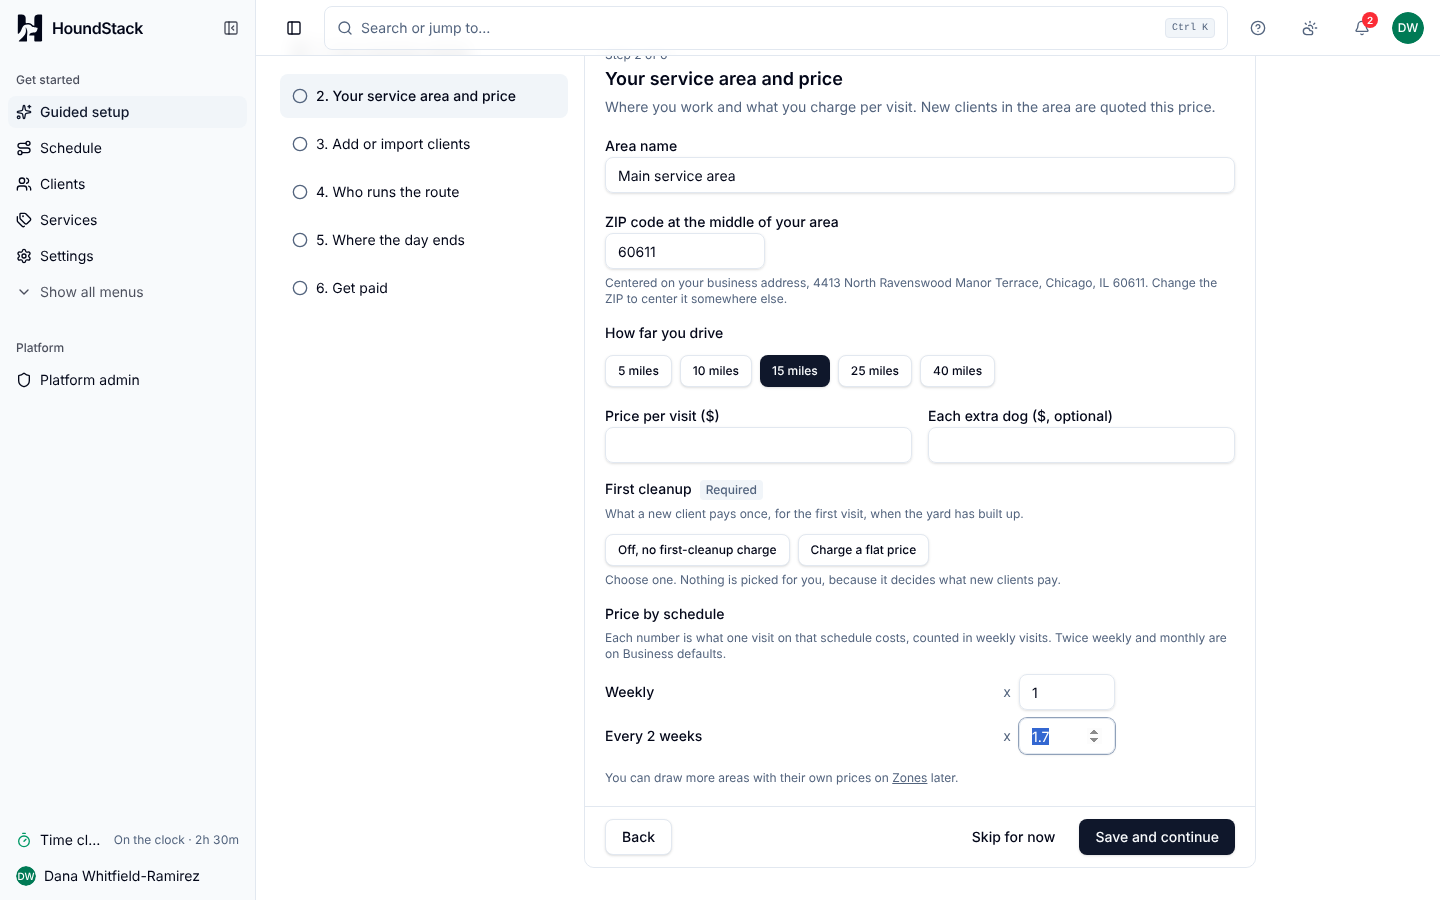 HoundStack
Search or jump to...
Ctrl K
2
DW
Get started
Guided setup
Schedule
Clients
Services
Settings
Show all menus
Platform
Platform admin
Time cl...
On the clock · 2h 30m
DW
Dana Whitfield-Ramirez
2. Your service area and price
3. Add or import clients
4. Who runs the route
5. Where the day ends
6. Get paid
Step 2 of 6
Your service area and price
Where you work and what you charge per visit. New clients in the area are quoted this price.
Area name
Main service area
ZIP code at the middle of your area
60611
Centered on your business address, 4413 North Ravenswood Manor Terrace, Chicago, IL 60611. Change the
ZIP to center it somewhere else.
How far you drive
5 miles
10 miles
15 miles
25 miles
40 miles
Price per visit ($)
Each extra dog ($, optional)
First cleanup
Required
What a new client pays once, for the first visit, when the yard has built up.
Off, no first-cleanup charge
Charge a flat price
Choose one. Nothing is picked for you, because it decides what new clients pay.
Price by schedule
Each number is what one visit on that schedule costs, counted in weekly visits. Twice weekly and monthly are
on Business defaults.
Weekly
x
1
Every 2 weeks
x
1.7
You can draw more areas with their own prices on Zones later.
Back
Skip for now
Save and continue